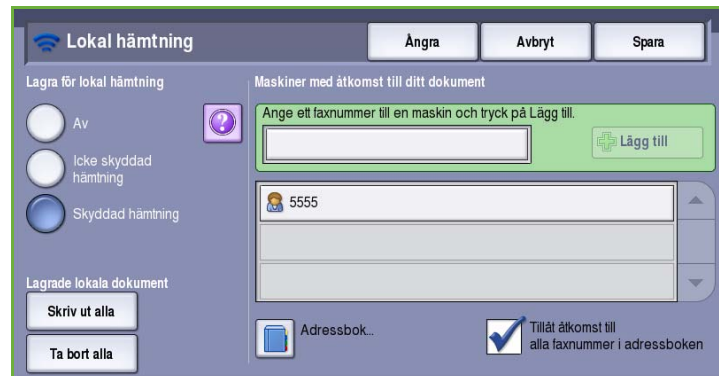 Lokal hämtning
Ångra
Avbryt
Spara
Lagra för lokal hämtning
Av
Icke skyddad
hämtning
Skyddad hämtning
Lagrade lokala dokument
Skriv ut alla
Ta bort alla
Maskiner med åtkomst till ditt dokument
Ange ett faxnummer till en maskin och tryck på Lägg till.
Lägg till
5555
Adressbok...
Tillåt åtkomst till
alla faxnummer i adressboken